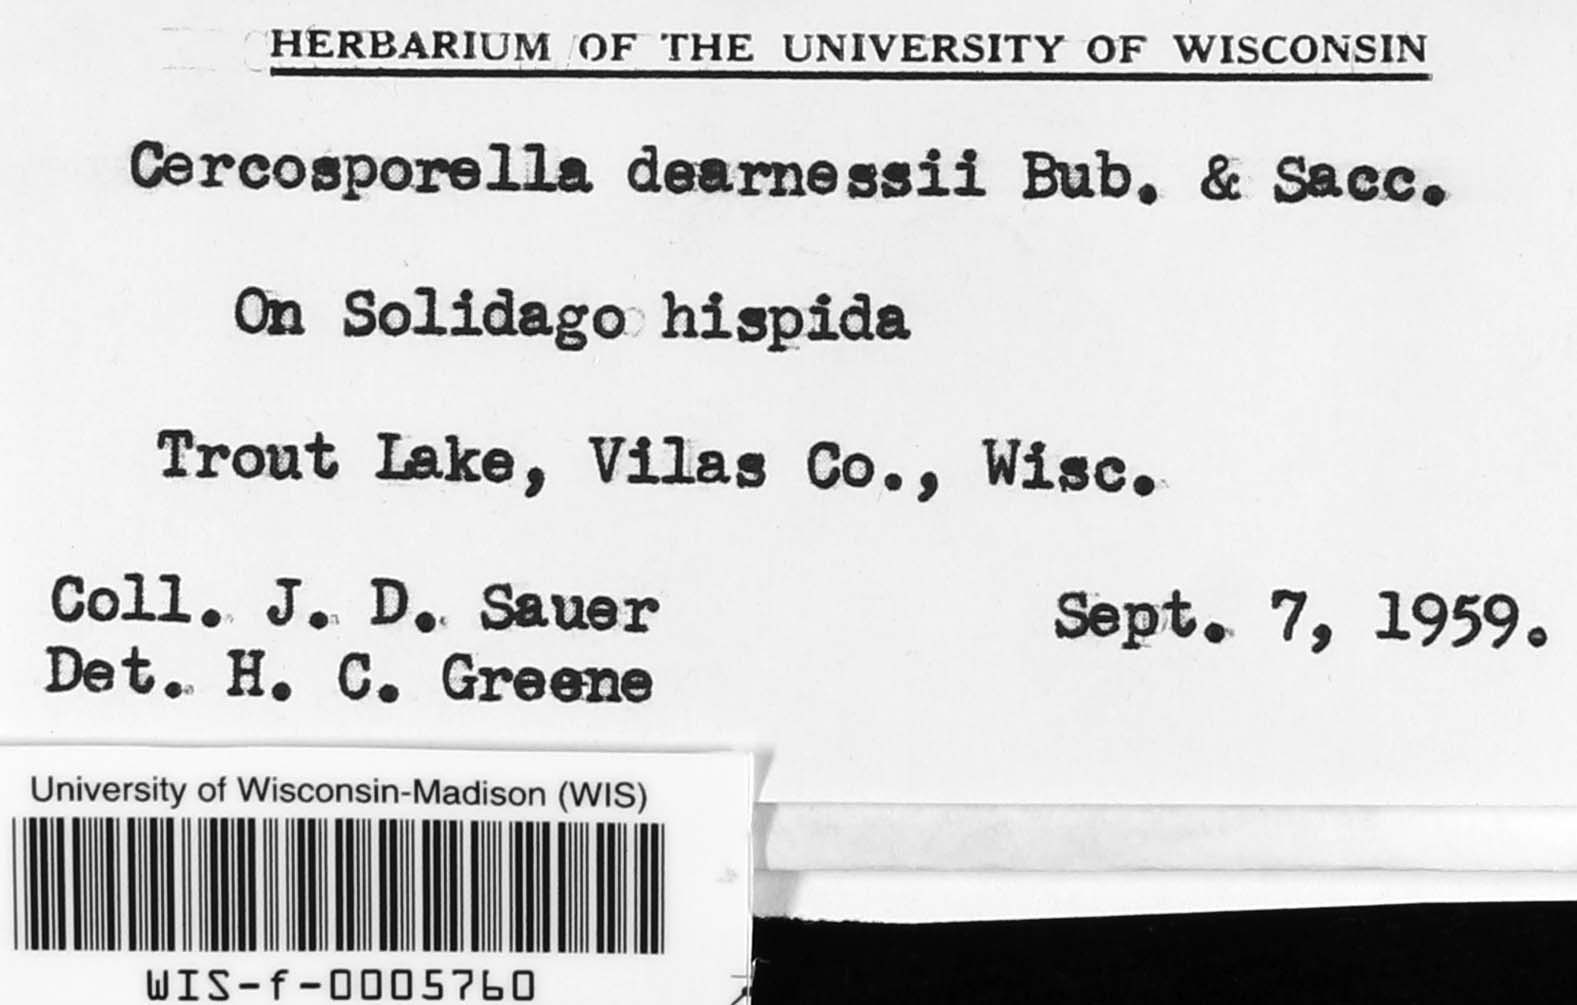 HERBARIUM OF THE UNIVERSITY OF WISCONSIN
Cercosporella dearnessii Bub. & Sacc.
On Solidago hispida
Trout Lake, Vilas Co., Wisc.
Coll. J. D. Sauer Sept. 7, 1959.
Det. H. C. Greene
University of Wisconsin-Madison (WIS)
WIS-f-0005760